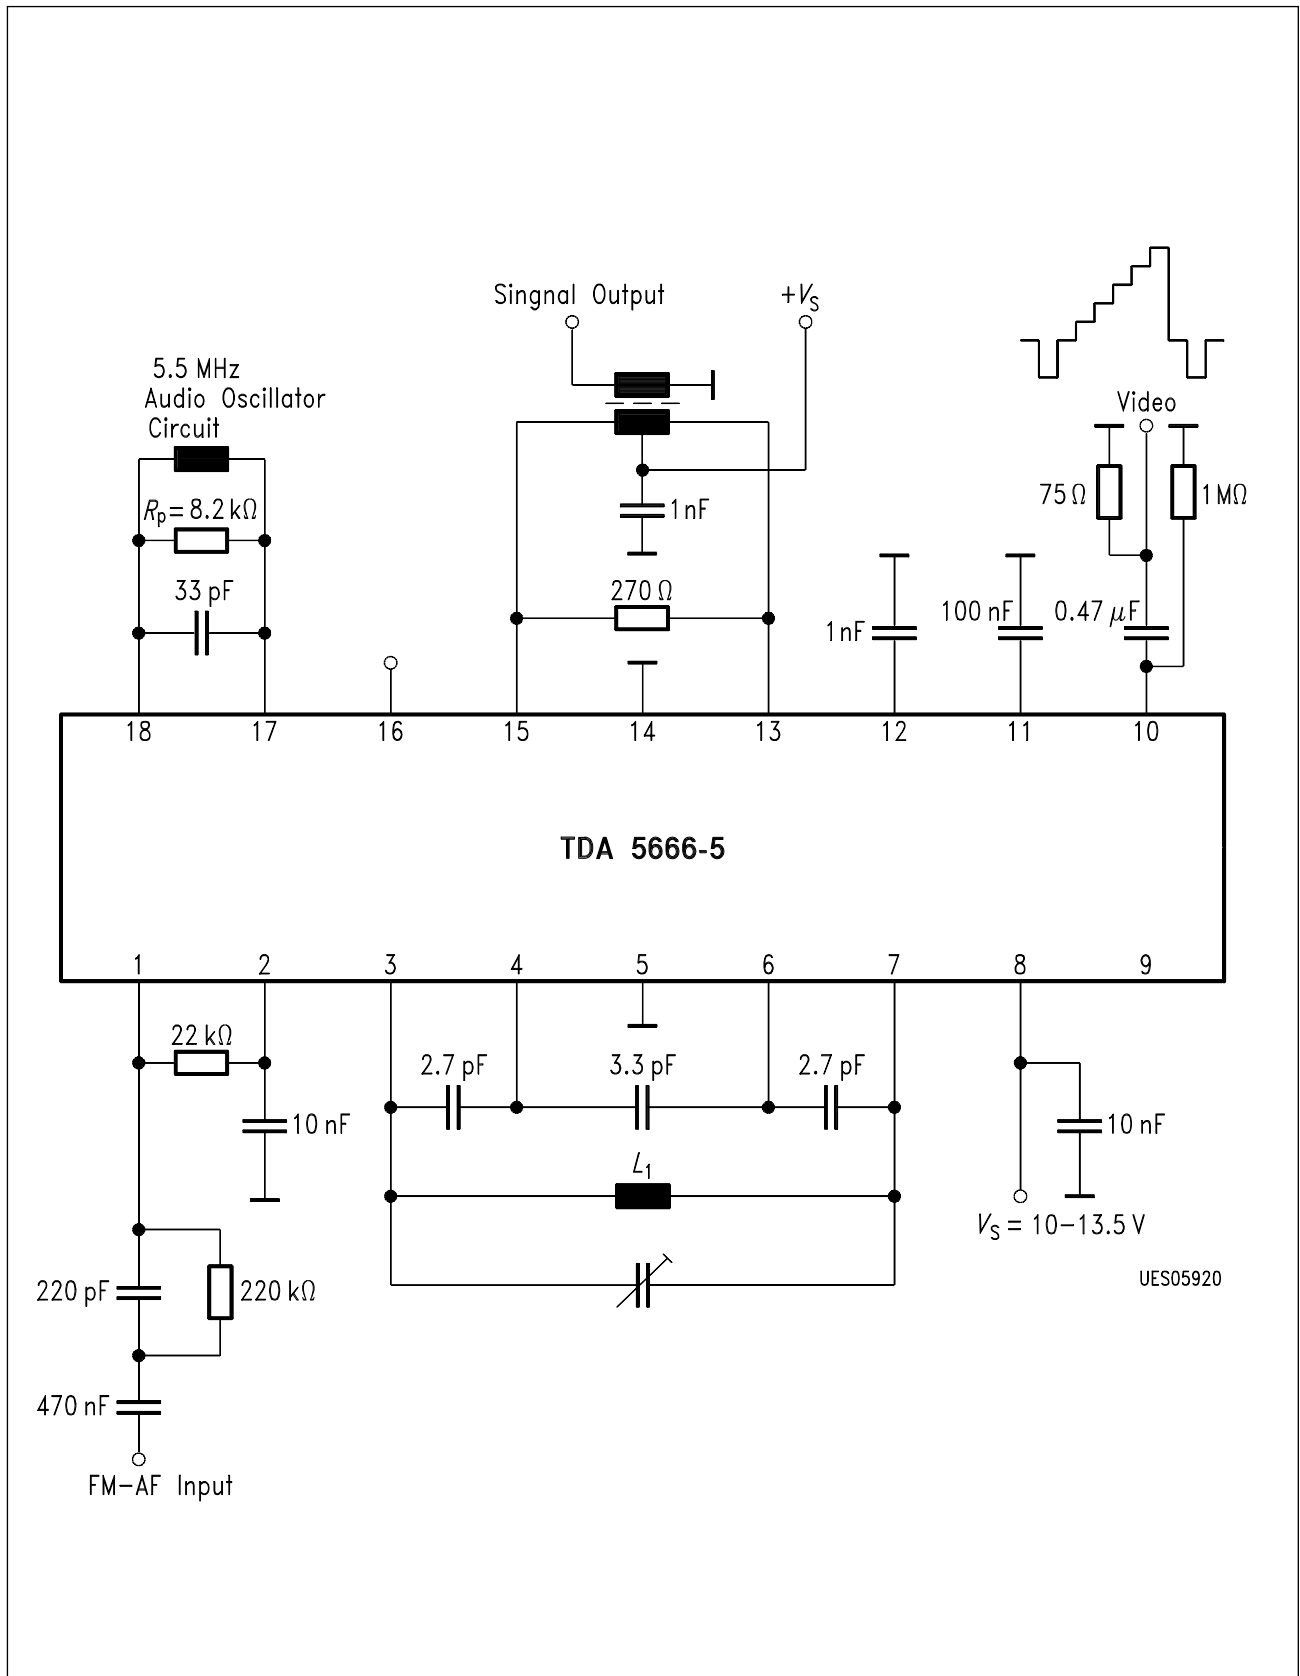 Singnal Output
+VS
5.5 MHz
Audio Oscillator
Circuit
Video
Rp = 8.2 kΩ
75 Ω
1 MΩ
1 nF
33 pF
270 Ω
1 nF
100 nF
0.47 μF
18
17
16
15
14
13
12
11
10
TDA 5666-5
1
2
3
4
5
6
7
8
9
22 kΩ
2.7 pF
3.3 pF
2.7 pF
10 nF
10 nF
L1
VS = 10–13.5 V
220 pF
220 kΩ
UES05920
470 nF
FM–AF Input